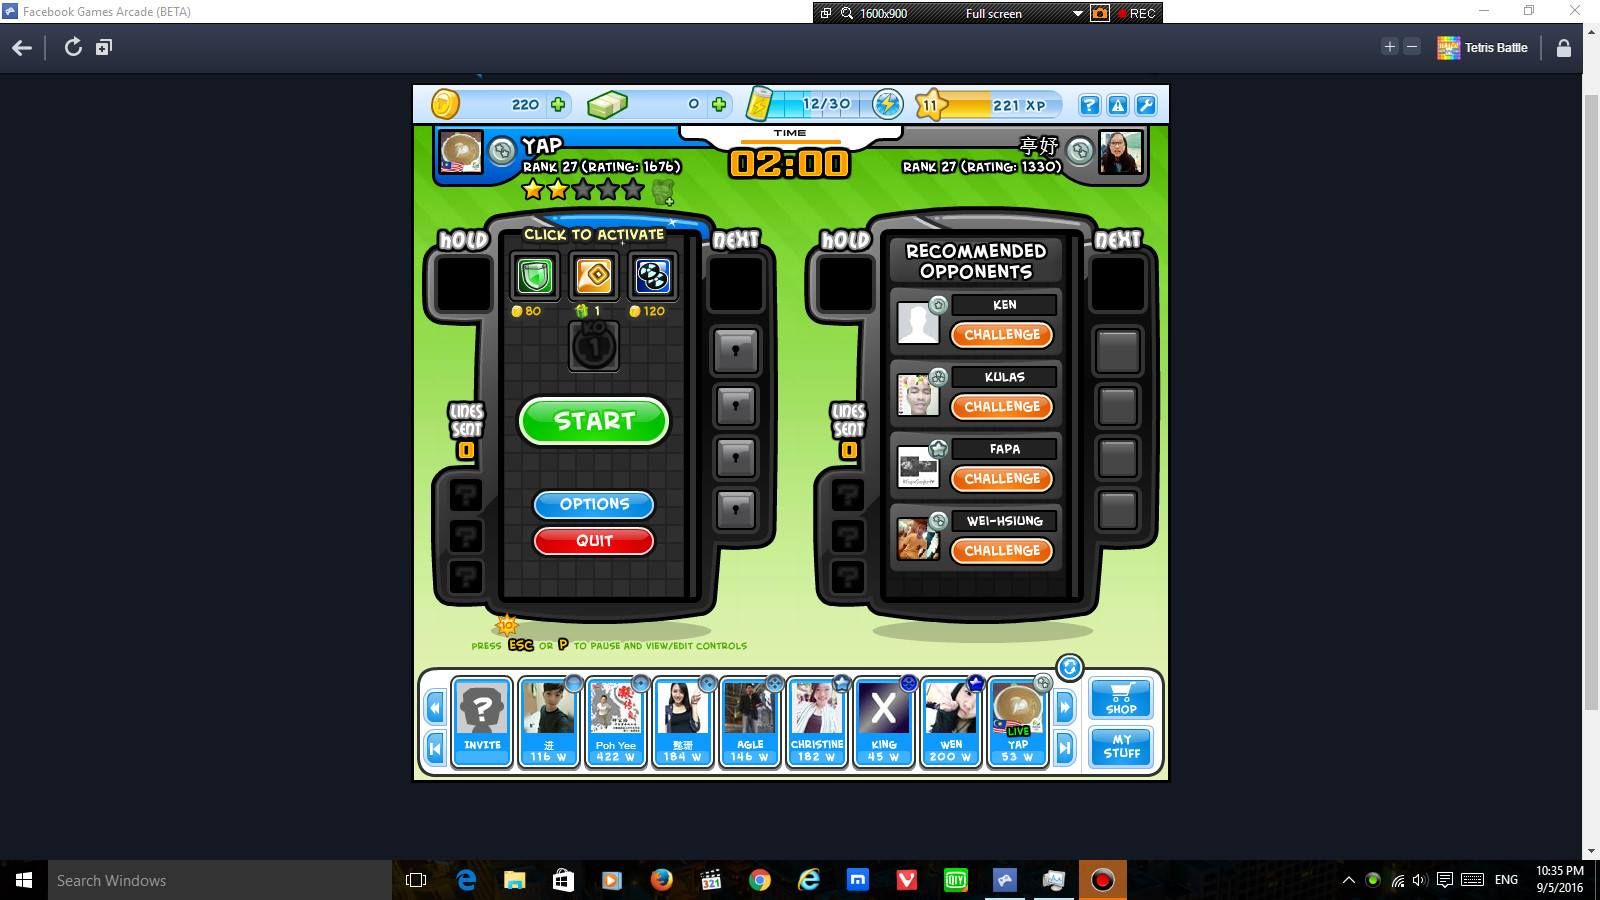 Facebook Games Arcade (BETA)
1600x900 Full screen REC
Tetris Battle
220 0 12/30 11 221 XP
TIME
02:00
YAP
RANK 27 (RATING: 1676)
亭妤
RANK 27 (RATING: 1330)
HOLD
CLICK TO ACTIVATE
NEXT
80 1 120
KO
1
LINES
SENT
0
START
OPTIONS
QUIT
HOLD
RECOMMENDED
OPPONENTS
NEXT
KEN
CHALLENGE
KULAS
CHALLENGE
FAPA
CHALLENGE
WEI-HSIUNG
CHALLENGE
LINES
SENT
0
10
PRESS ESC OR P TO PAUSE AND VIEW/EDIT CONTROLS
INVITE
进
116 W
Poh Yee
422 W
184 W
AGLE
146 W
CHRISTINE
182 W
X
KING
45 W
WEN
200 W
LIVE
YAP
53 W
SHOP
MY
STUFF
Search Windows
321
DIY
ENG
10:35 PM
9/5/2016